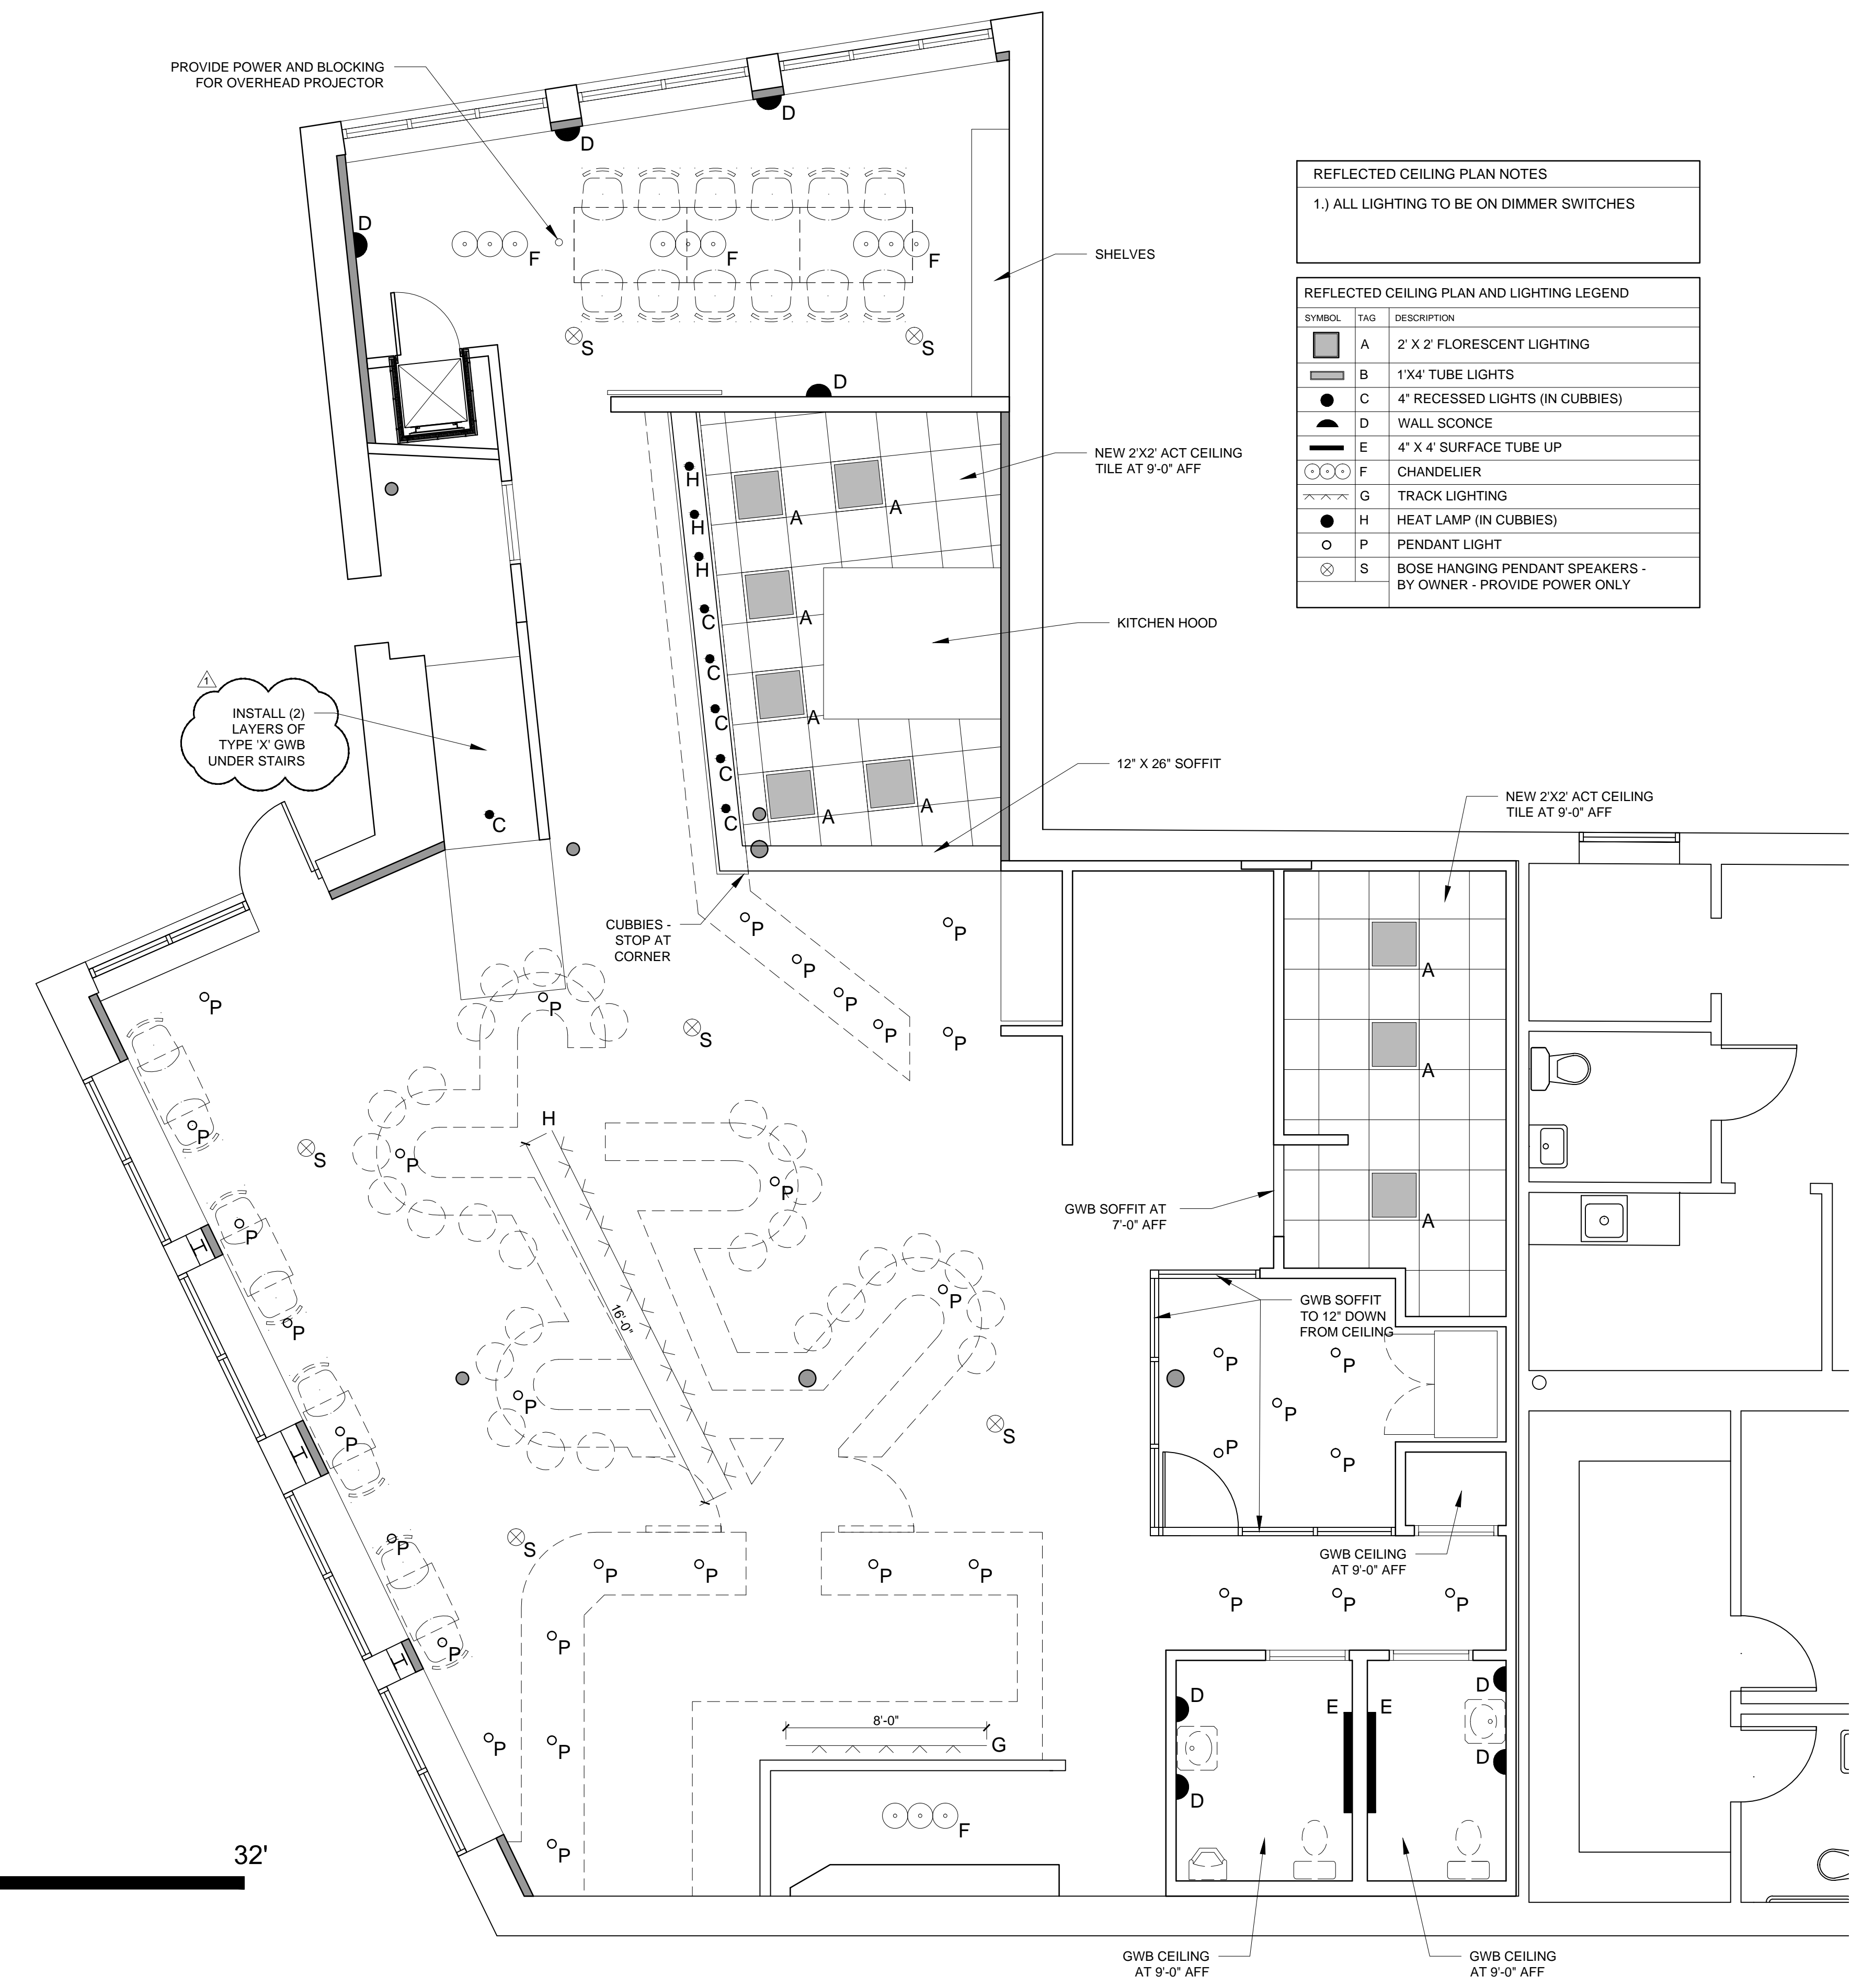 PROVIDE POWER AND BLOCKING
FOR OVERHEAD PROJECTOR
D
D
D
F
F
F
S
S
D
SHELVES
REFLECTED CEILING PLAN NOTES
1.) ALL LIGHTING TO BE ON DIMMER SWITCHES
REFLECTED CEILING PLAN AND LIGHTING LEGEND
SYMBOL TAG DESCRIPTION
A 2' X 2' FLORESCENT LIGHTING
B 1'X4' TUBE LIGHTS
C 4" RECESSED LIGHTS (IN CUBBIES)
D WALL SCONCE
E 4" X 4' SURFACE TUBE UP
F CHANDELIER
G TRACK LIGHTING
H HEAT LAMP (IN CUBBIES)
P PENDANT LIGHT
S BOSE HANGING PENDANT SPEAKERS -
BY OWNER - PROVIDE POWER ONLY
NEW 2'X2' ACT CEILING
TILE AT 9'-0" AFF
H
H
H
C
C
C
C
C
A
A
A
A
A
A
KITCHEN HOOD
12" X 26" SOFFIT
1
INSTALL (2)
LAYERS OF
TYPE 'X' GWB
UNDER STAIRS
C
NEW 2'X2' ACT CEILING
TILE AT 9'-0" AFF
CUBBIES -
STOP AT
CORNER
P
P
P
P
P
P
P
P
S
A
A
A
H
P
S
P
P
P
P
P
P
16'-0"
GWB SOFFIT AT
7'-0" AFF
GWB SOFFIT
TO 12" DOWN
FROM CEILING
P
P
P
P
P
P
P
S
S
P
P
P
P
P
P
GWB CEILING
AT 9'-0" AFF
P
P
P
P
P
P
P
8'-0"
G
F
D
D
E
E
D
D
32'
GWB CEILING
AT 9'-0" AFF
GWB CEILING
AT 9'-0" AFF